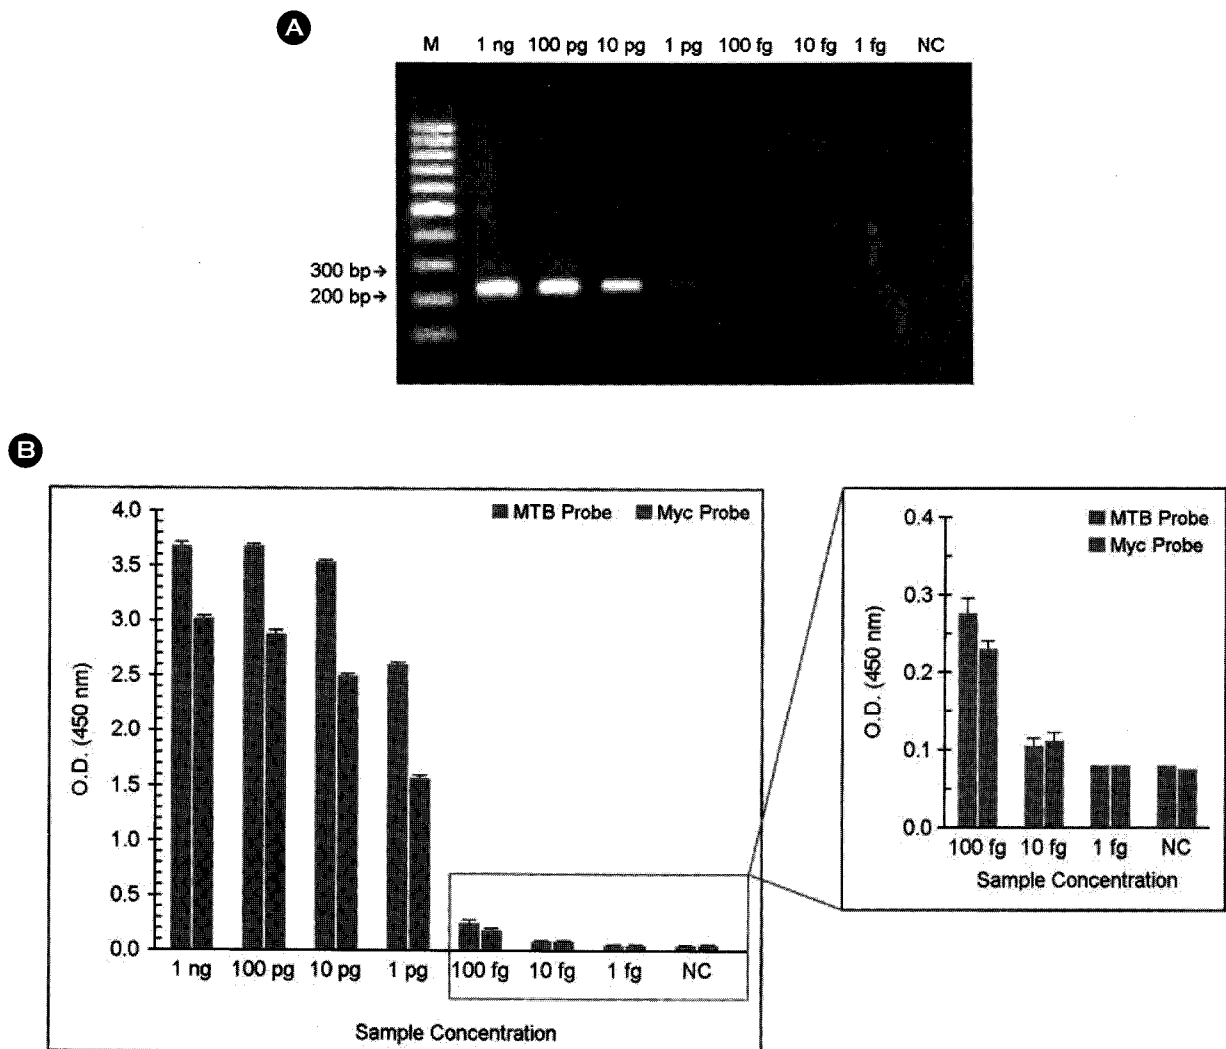 A
M 1 ng 100 pg 10 pg 1 pg 100 fg 10 fg 1 fg NC
300 bp→
200 bp→
B
MTB Probe Myc Probe
4.0
3.5
3.0
2.5
2.0
1.5
1.0
0.5
0.0
O.D. (450 nm)
1 ng 100 pg 10 pg 1 pg 100 fg 10 fg 1 fg NC
Sample Concentration
MTB Probe
Myc Probe
0.4
0.3
0.2
0.1
0.0
O.D. (450 nm)
100 fg 10 fg 1 fg NC
Sample Concentration